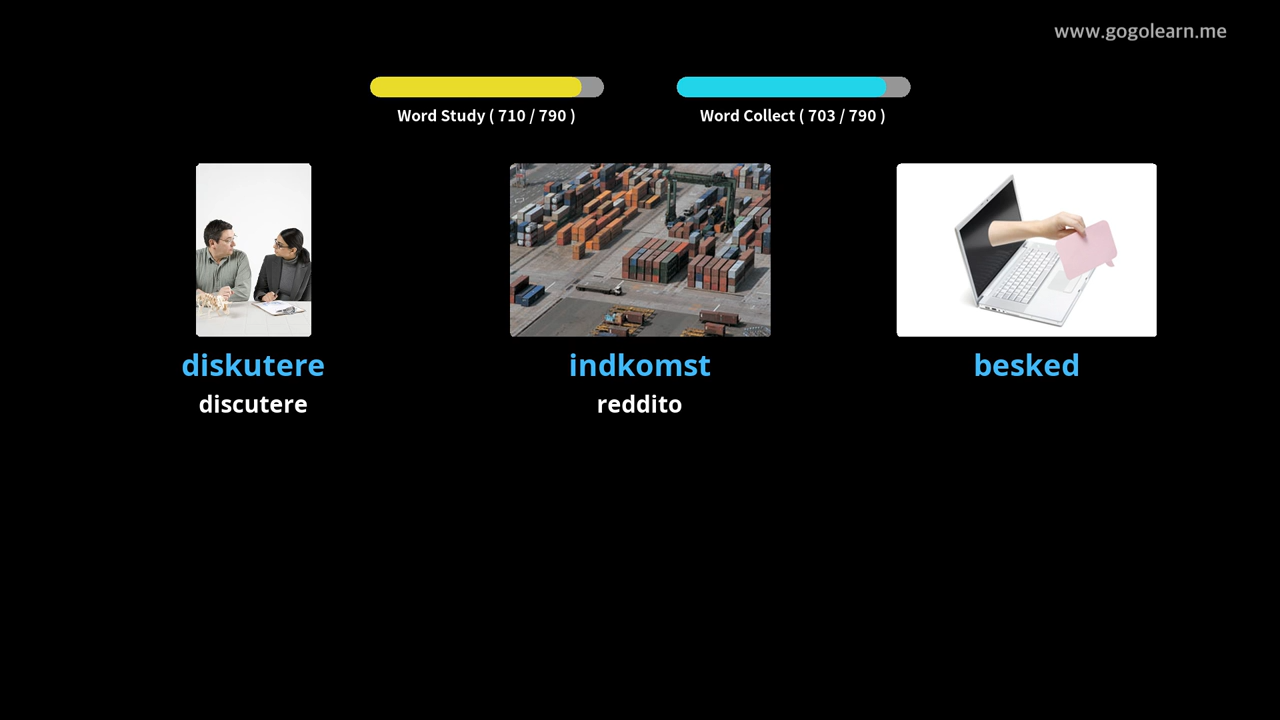 www.gogolearn.me
Word Study ( 710 / 790 )
Word Collect ( 703 / 790 )
diskutere
indkomst
besked
discutere
reddito